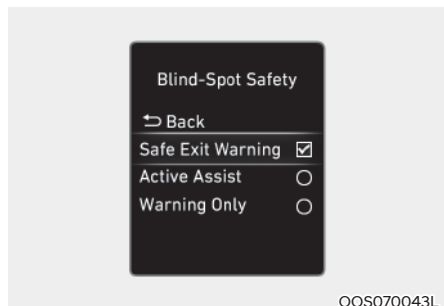 Blind-Spot Safety
⮌ Back
Safe Exit Warning ☑
Active Assist ○
Warning Only ○
OOS070043L